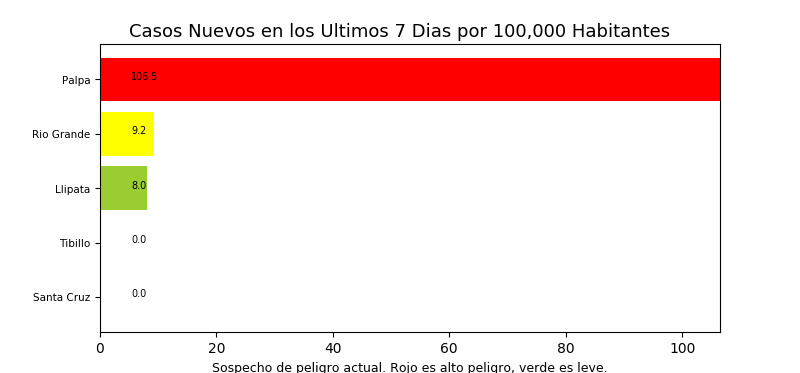 Casos Nuevos en los Ultimos 7 Dias por 100,000 Habitantes
Palpa 106.5
Rio Grande 9.2
Llipata 8.0
Tibillo 0.0
Santa Cruz 0.0
0 20 40 60 80 100
Sospecho de peligro actual. Rojo es alto peligro, verde es leve.